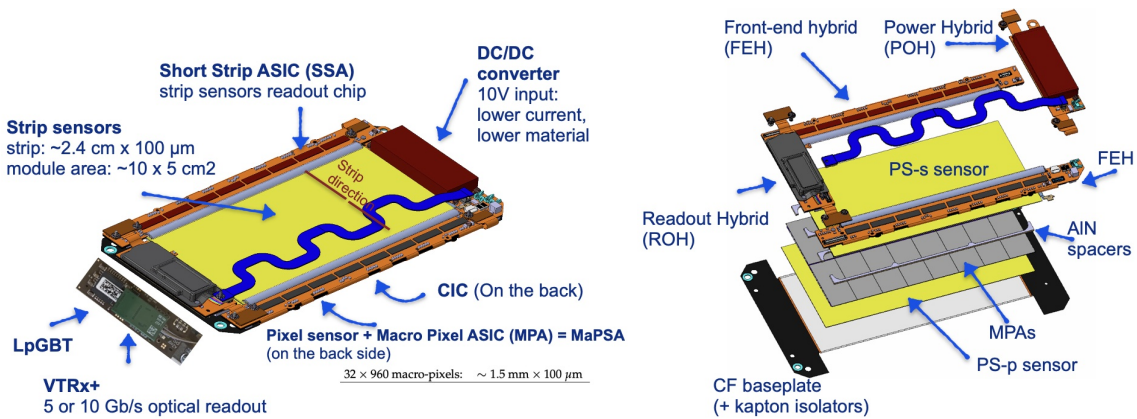 Short Strip ASIC (SSA)
strip sensors readout chip
DC/DC
converter
10V input:
lower current,
lower material
Strip sensors
strip: ~2.4 cm x 100 µm
module area: ~10 x 5 cm2
Strip
direction
CIC (On the back)
Pixel sensor + Macro Pixel ASIC (MPA) = MaPSA
(on the back side)
32 × 960 macro-pixels: ~ 1.5 mm × 100 µm
LpGBT
VTRx+
5 or 10 Gb/s optical readout
Front-end hybrid
(FEH)
Power Hybrid
(POH)
PS-s sensor
FEH
Readout Hybrid
(ROH)
AlN
spacers
MPAs
PS-p sensor
CF baseplate
(+ kapton isolators)